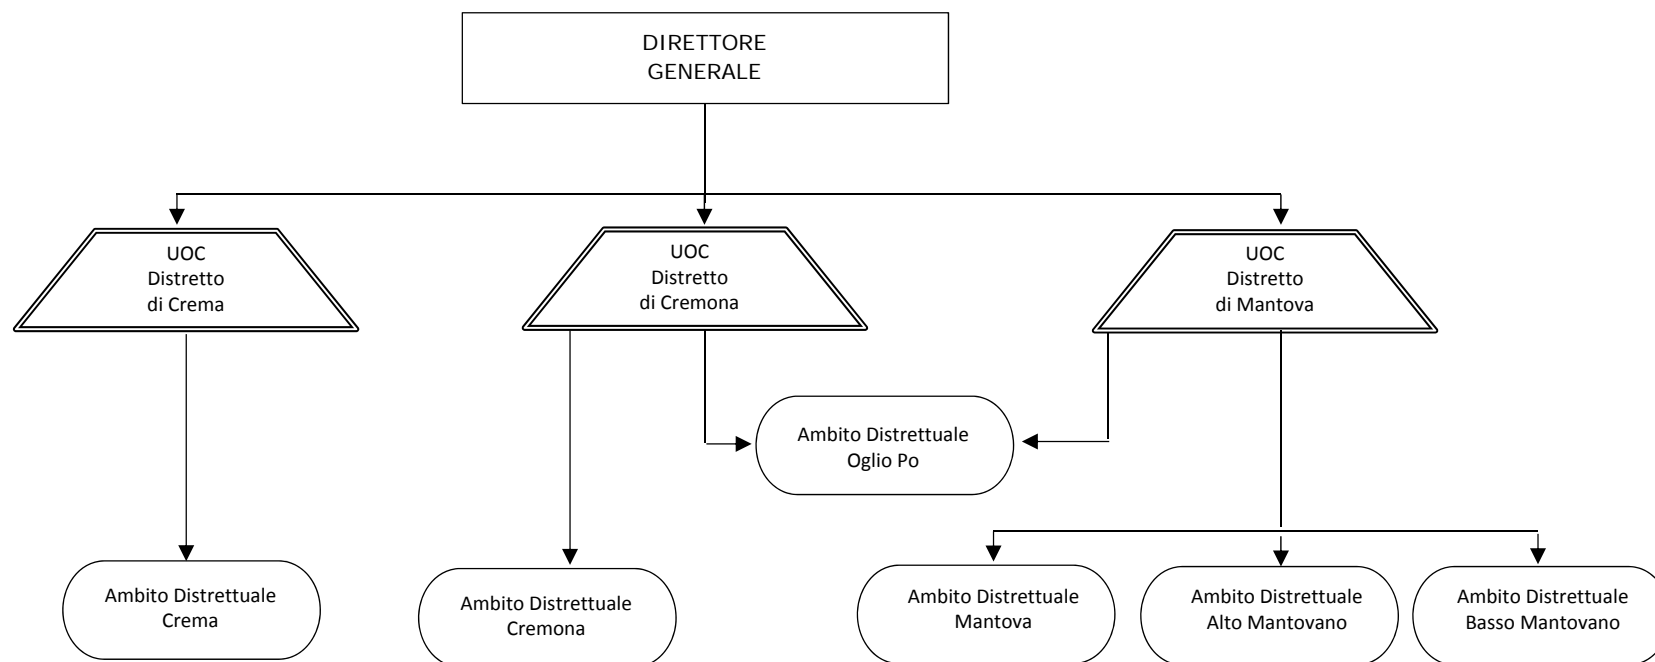 DIRETTORE
GENERALE
UOC
Distretto
di Crema
UOC
Distretto
di Cremona
UOC
Distretto
di Mantova
Ambito Distrettuale
Oglio Po
Ambito Distrettuale
Crema
Ambito Distrettuale
Cremona
Ambito Distrettuale
Mantova
Ambito Distrettuale
Alto Mantovano
Ambito Distrettuale
Basso Mantovano